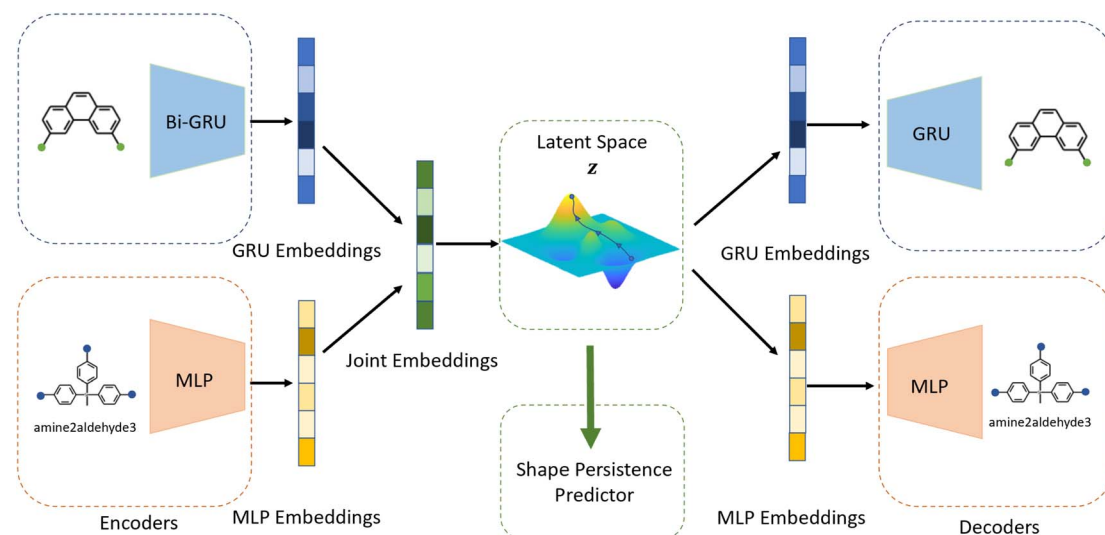 Bi-GRU
GRU Embeddings
amine2aldehyde3
MLP
Encoders
MLP Embeddings
Joint Embeddings
Latent Space
z
Shape Persistence
Predictor
GRU Embeddings
GRU
MLP Embeddings
MLP
amine2aldehyde3
Decoders